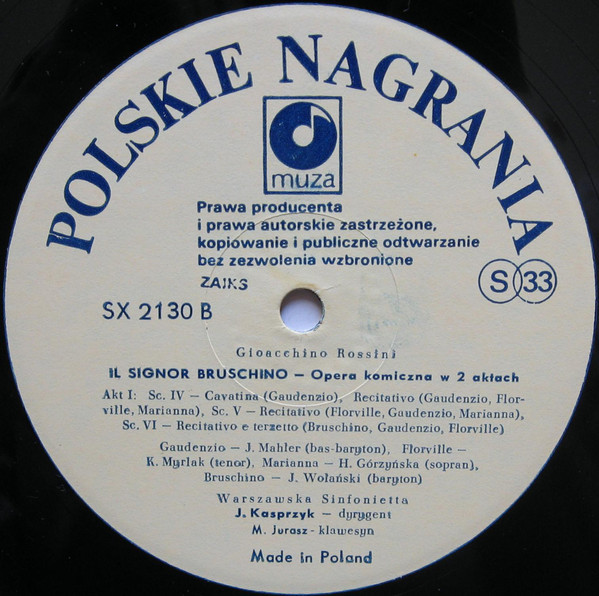 POLSKIE NAGRANIA
muza
Prawa producenta
i prawa autorskie zastrzeżone,
kopiowanie i publiczne odtwarzanie
bez zezwolenia wzbronione
ZAIKS
S 33
SX 2130 B
Gioacchino Rossini
IL SIGNOR BRUSCHINO — Opera komiczna w 2 aktach
Akt I: Sc. IV — Cavatina (Gaudenzio), Recitativo (Gaudenzio, Flor-
ville, Marianna), Sc. V — Recitativo (Florville, Gaudenzio, Marianna),
Sc. VI — Recitativo e terzetto (Bruschino, Gaudenzio, Florville)
Gaudenzio — J. Mahler (bas-baryton), Florville —
K. Myrlak (tenor), Marianna — H. Górzyńska (sopran),
Bruschino — J. Wolański (baryton)
Warszawska Sinfonietta
J. Kasprzyk — dyrygent
M. Jurasz - klawesyn
Made in Poland